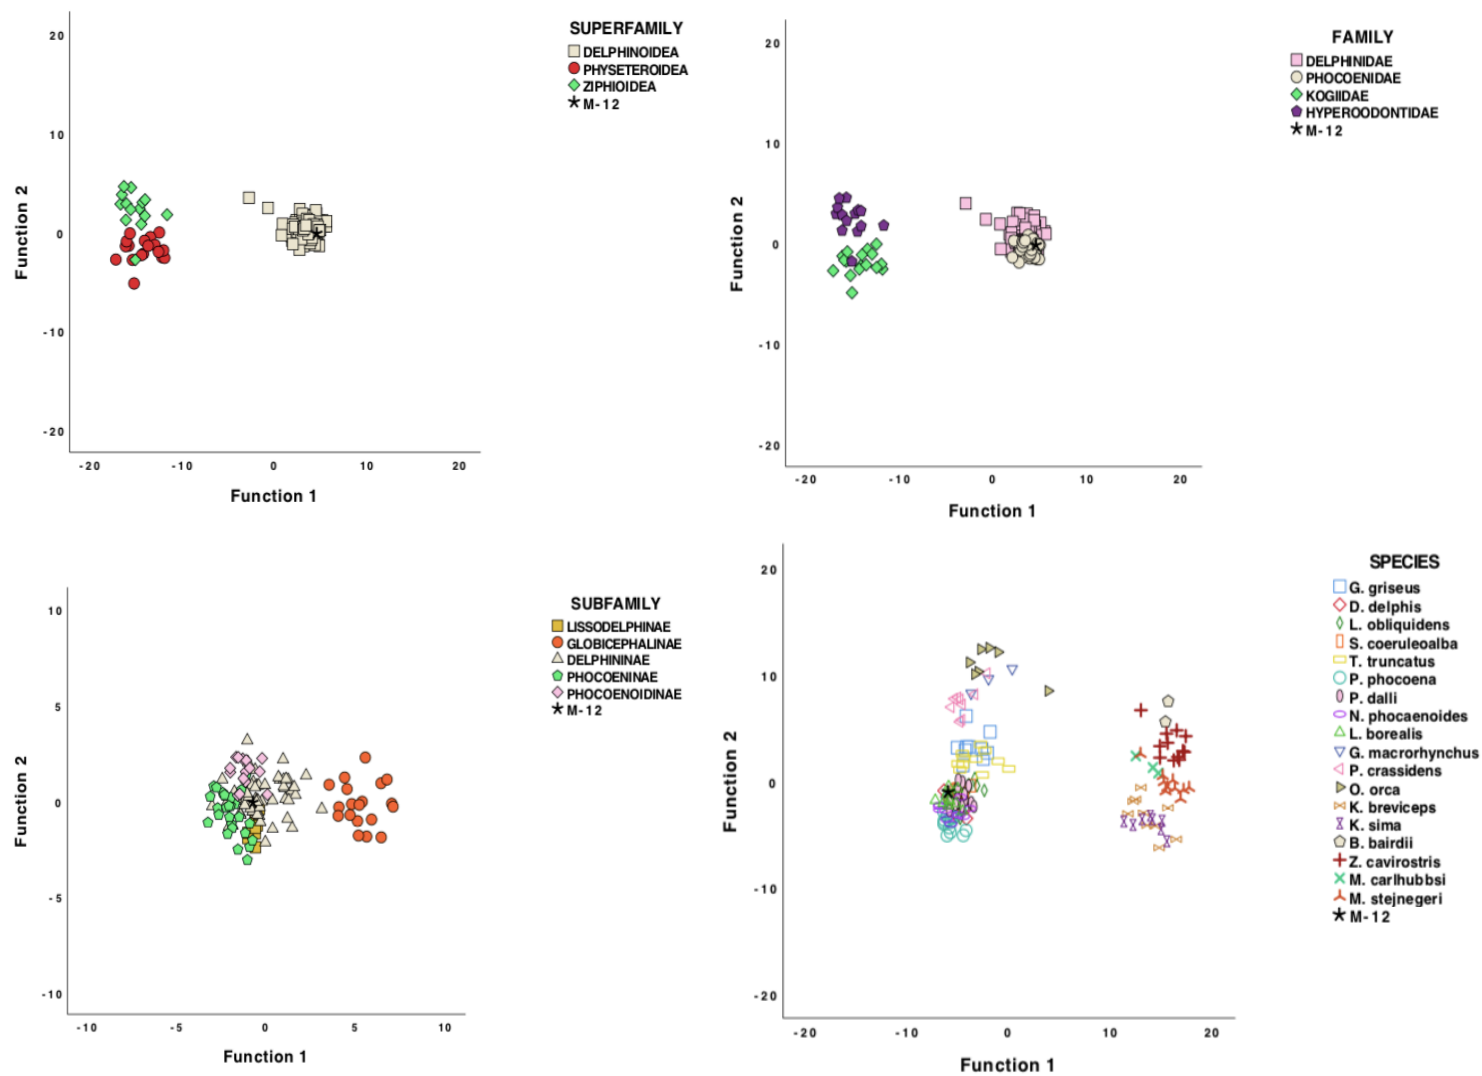 SUPERFAMILY
DELPHINOIDEA
PHYSETEROIDEA
ZIPHIOIDEA
M-12
20
10
0
-10
-20
Function 2
-20
-10
0
10
20
Function 1
FAMILY
DELPHINIDAE
PHOCOENIDAE
KOGIIDAE
HYPEROODONTIDAE
M-12
20
10
0
-10
-20
Function 2
-20
-10
0
10
20
Function 1
SUBFAMILY
LISSODELPHINAE
GLOBICEPHALINAE
DELPHININAE
PHOCOENINAE
PHOCOENOIDINAE
M-12
10
5
0
-5
-10
Function 2
-10
-5
0
5
10
Function 1
SPECIES
G. griseus
D. delphis
L. obliquidens
S. coeruleoalba
T. truncatus
P. phocoena
P. dalli
N. phocaenoides
L. borealis
G. macrorhynchus
P. crassidens
O. orca
K. breviceps
K. sima
B. bairdii
Z. cavirostris
M. carlhubbsi
M. stejnegeri
M-12
20
10
0
-10
-20
Function 2
-20
-10
0
10
20
Function 1